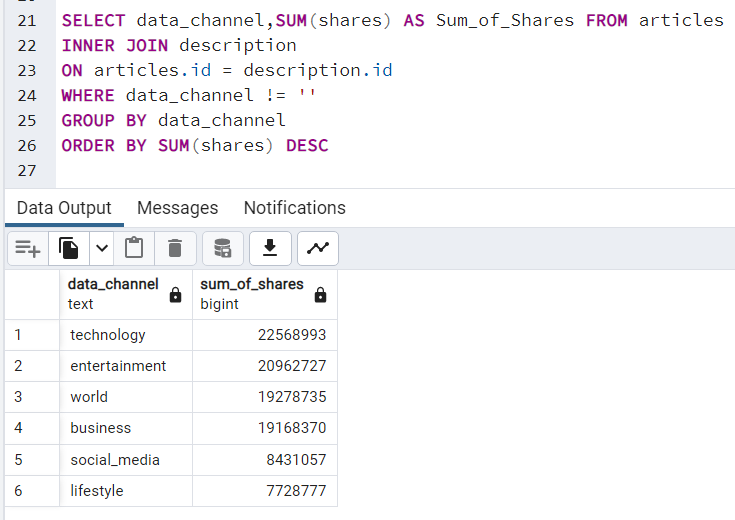 21 SELECT data_channel,SUM(shares) AS Sum_of_Shares FROM articles
22 INNER JOIN description
23 ON articles.id = description.id
24 WHERE data_channel != ''
25 GROUP BY data_channel
26 ORDER BY SUM(shares) DESC
27
Data Output Messages Notifications
data_channel sum_of_shares
text bigint
1 technology 22568993
2 entertainment 20962727
3 world 19278735
4 business 19168370
5 social_media 8431057
6 lifestyle 7728777